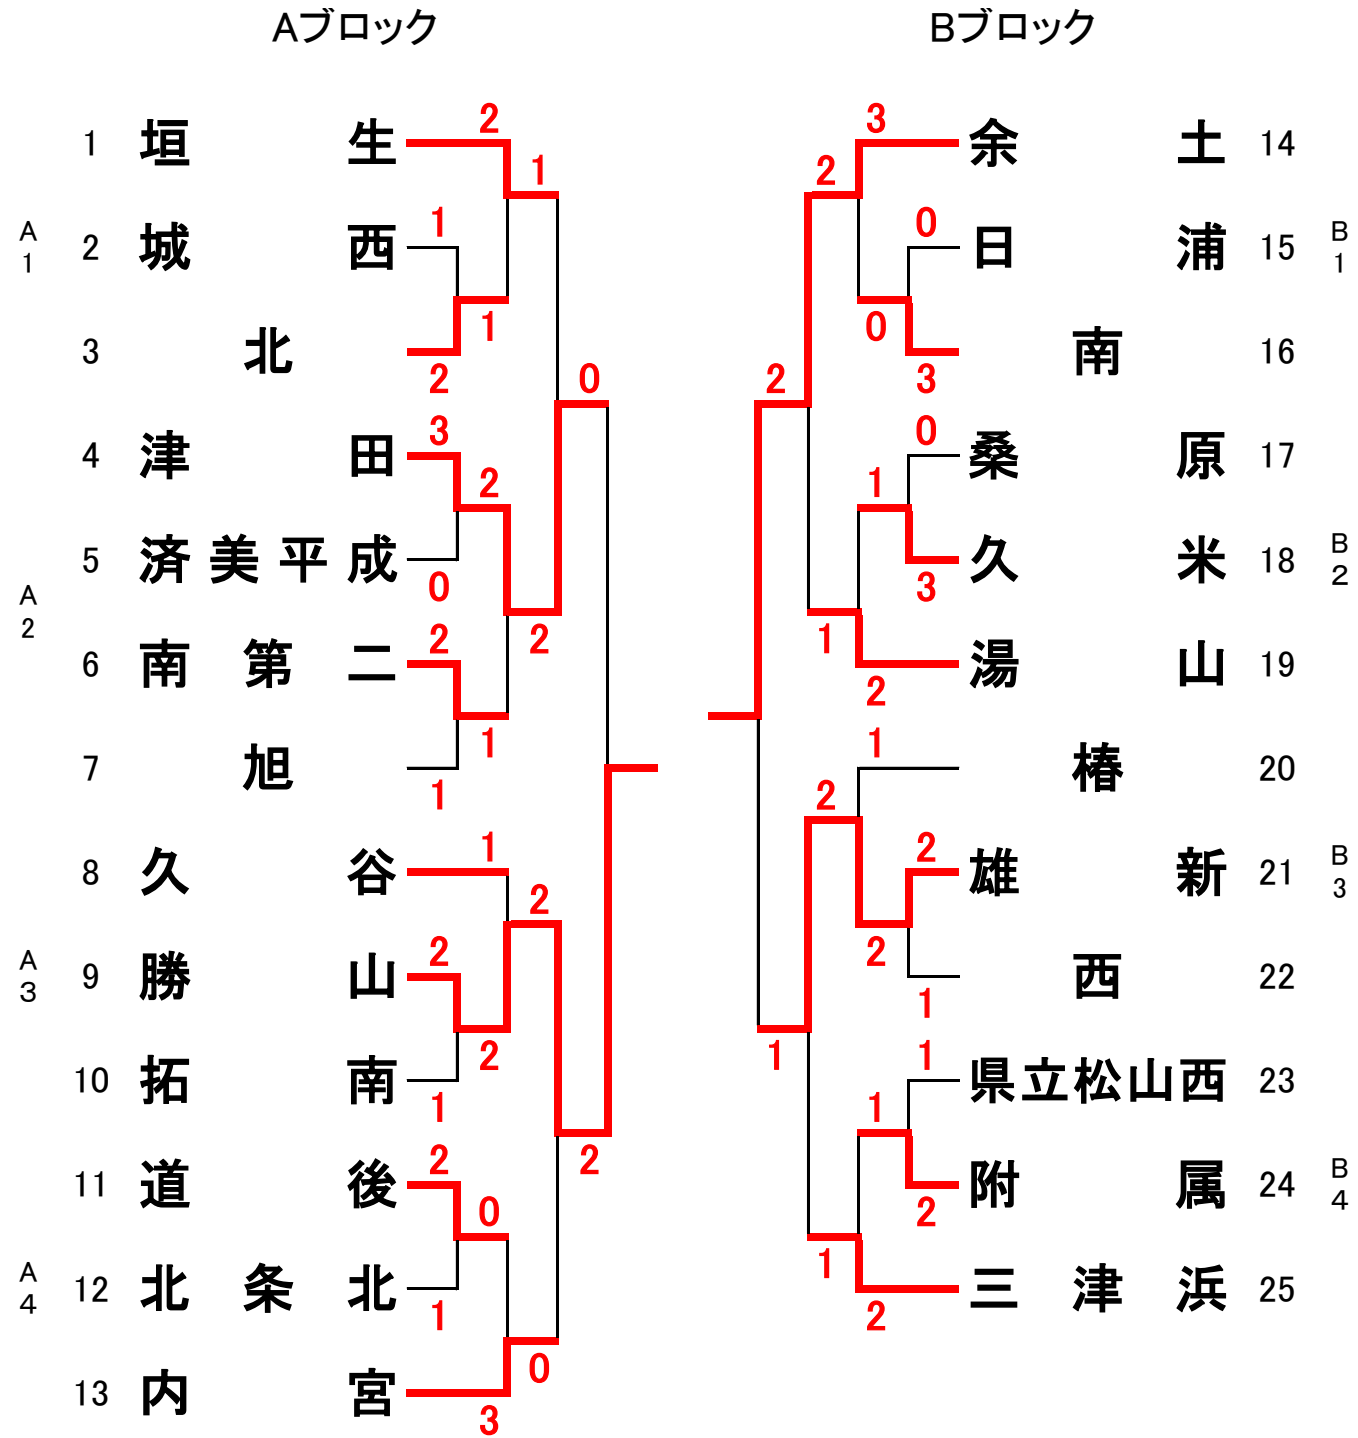 Aブロック Bブロック
2 3
1 垣生 余土 14
1 2
1 0
A1 2 城西 日浦 15 B1
1 0
3 北 南 16
2 0 2 3
3 0
4 津田 桑原 17
2 1
5 済美平成 久米 18 B2
0 3
A2
2 2 1
6 南第二 湯山 19
2
1 1
7 旭 椿 20
1 2
1 2
8 久谷 雄新 21 B3
2
2 2
A3 9 勝山 西 22
1
2 1 1
10 拓南 県立松山西 23
1 1
2 2
11 道後 附属 24 B4
0 2
1
A4 12 北条北 三津浜 25
1 2
0
13 内宮
3